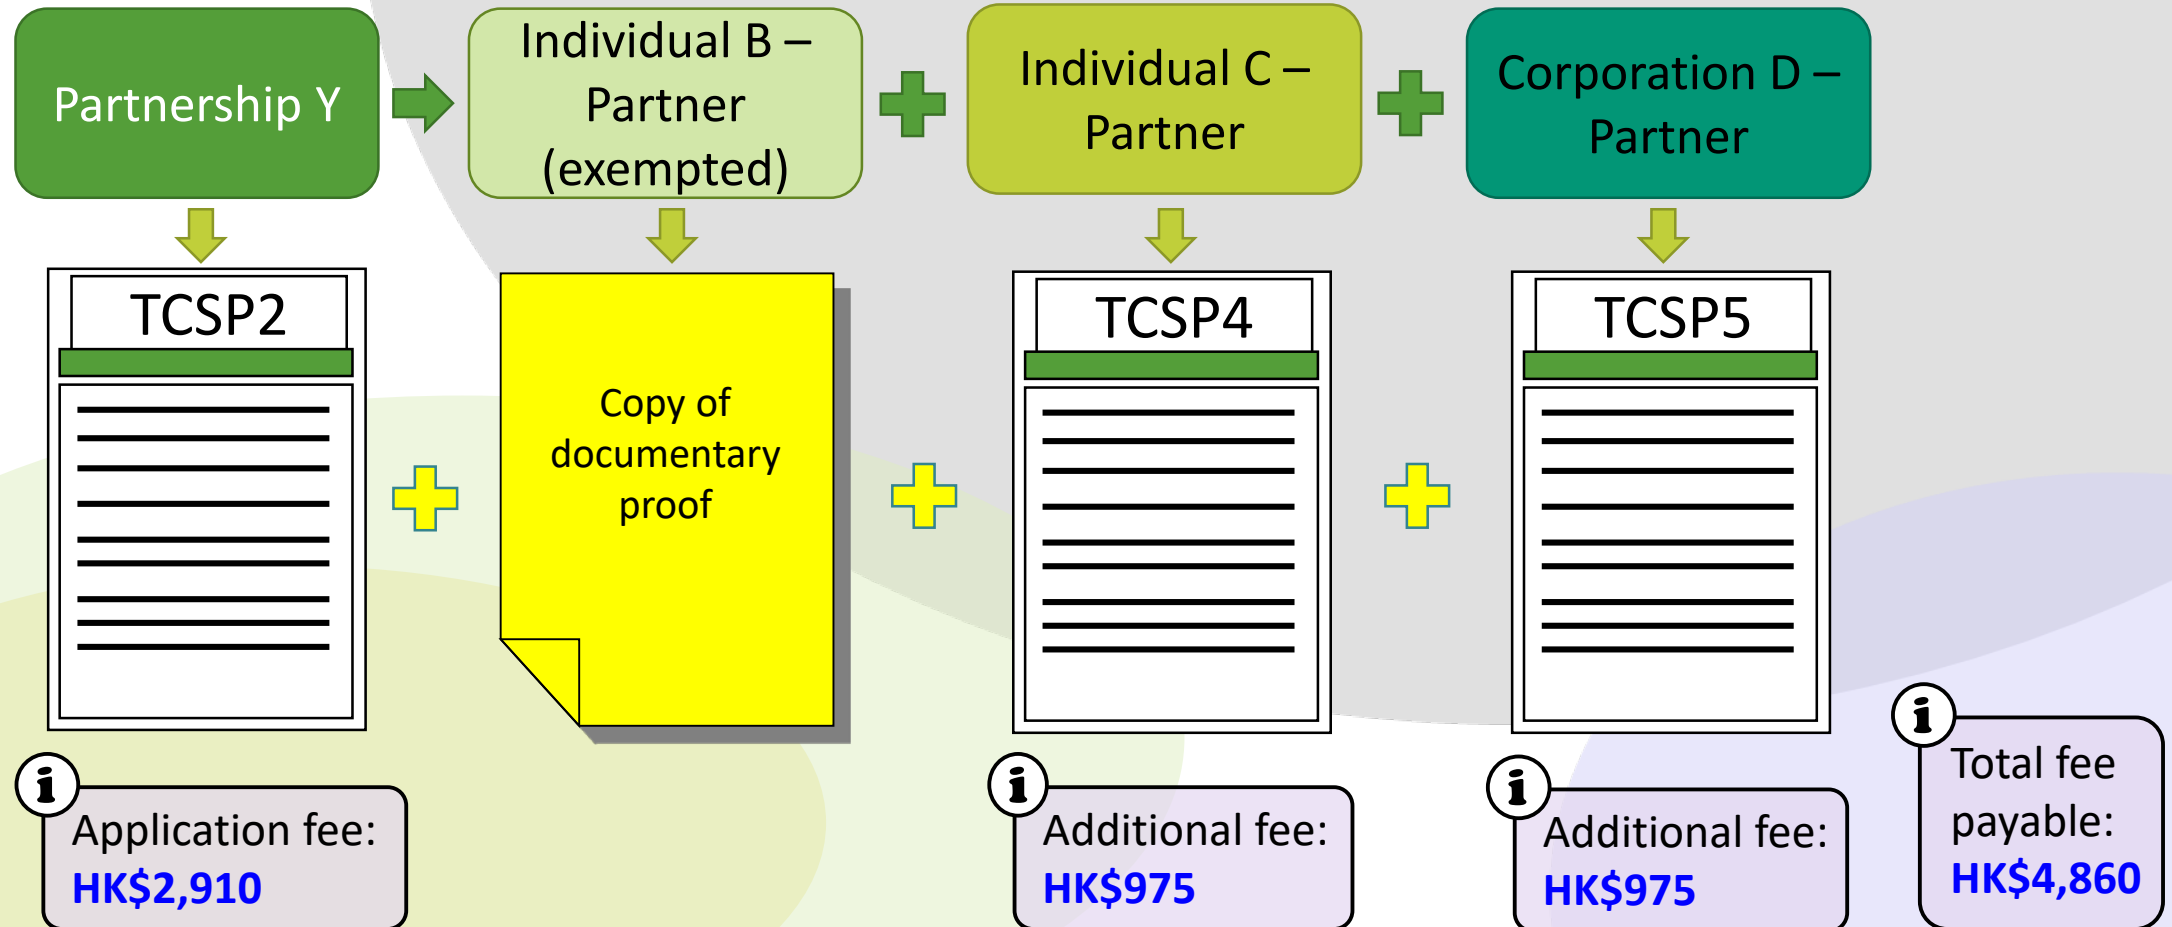 Partnership Y
Individual B –
Partner
(exempted)
Individual C –
Partner
Corporation D –
Partner
TCSP2
Copy of
documentary
proof
TCSP4
TCSP5
Application fee:
HK$2,910
Additional fee:
HK$975
Additional fee:
HK$975
Total fee
payable:
HK$4,860